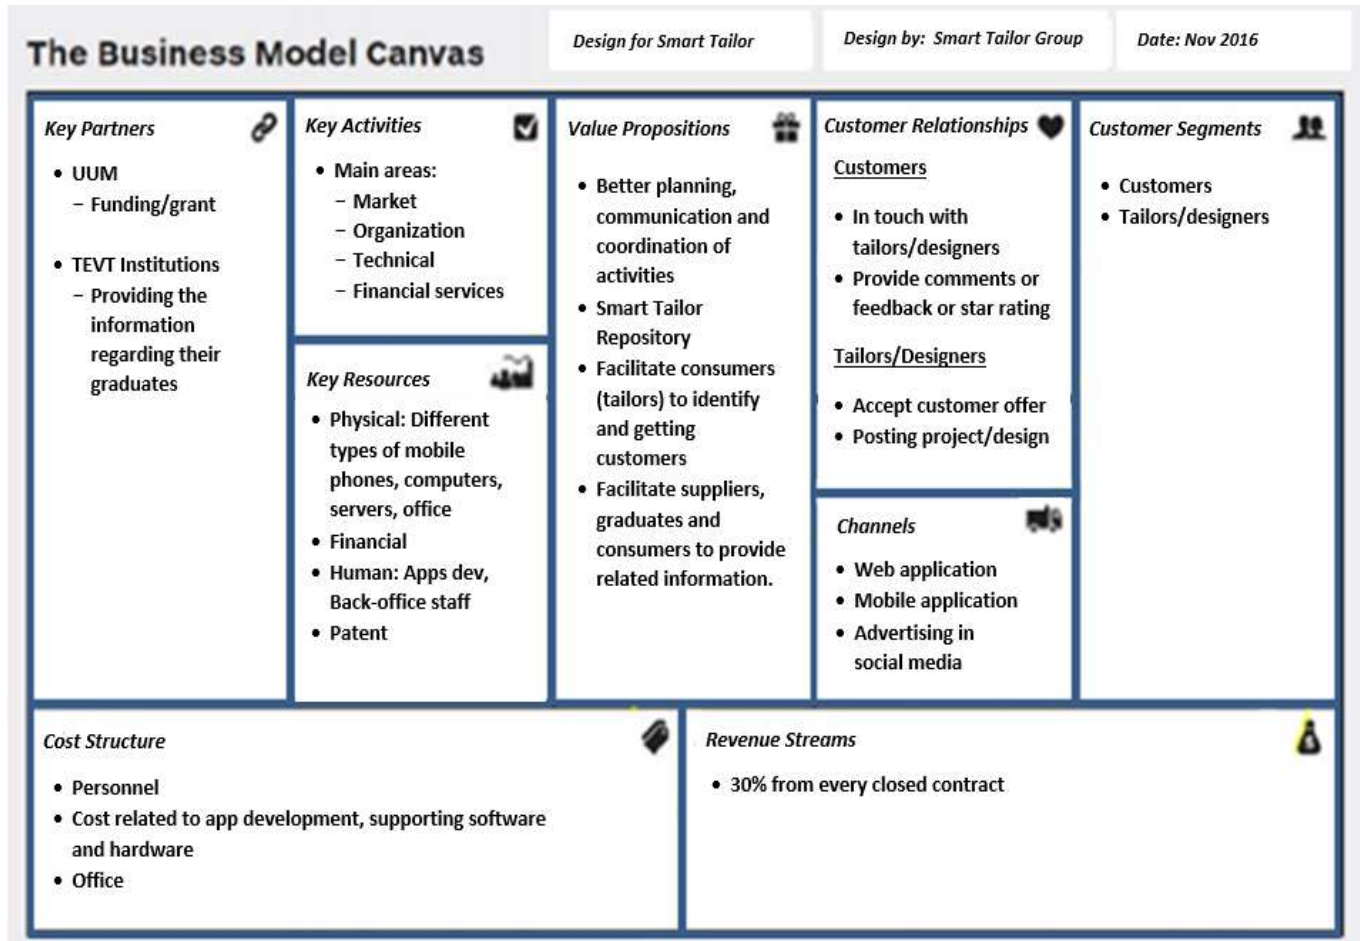 The Business Model Canvas
Design for Smart Tailor
Design by: Smart Tailor Group
Date: Nov 2016
Key Partners
• UUM
– Funding/grant
• TEVT Institutions
– Providing the
information
regarding their
graduates
Key Activities
• Main areas:
– Market
– Organization
– Technical
– Financial services
Key Resources
• Physical: Different
types of mobile
phones, computers,
servers, office
• Financial
• Human: Apps dev,
Back-office staff
• Patent
Value Propositions
• Better planning,
communication and
coordination of
activities
• Smart Tailor
Repository
• Facilitate consumers
(tailors) to identify
and getting
customers
• Facilitate suppliers,
graduates and
consumers to provide
related information.
Customer Relationships
Customers
• In touch with
tailors/designers
• Provide comments or
feedback or star rating
Tailors/Designers
• Accept customer offer
• Posting project/design
Channels
• Web application
• Mobile application
• Advertising in
social media
Customer Segments
• Customers
• Tailors/designers
Cost Structure
• Personnel
• Cost related to app development, supporting software
and hardware
• Office
Revenue Streams
• 30% from every closed contract